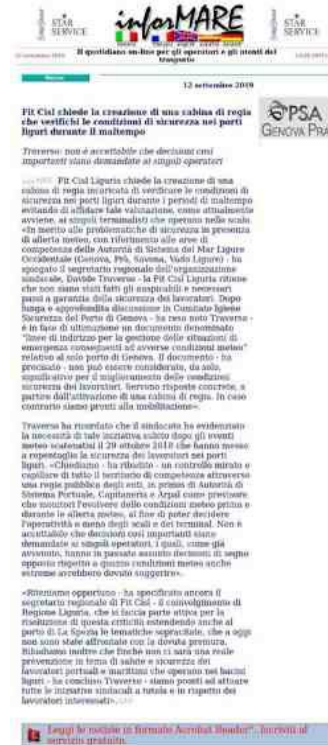 STAR
SERVICE
inforMARE
STAR
SERVICE
Il quotidiano on-line per gli operatori e gli utenti del
trasporto
12 settembre 2019
PSA
GENOVA PRA'
Fit Cisl chiede la creazione di una cabina di regia
che verifichi le condizioni di sicurezza nei porti
liguri durante il maltempo
Traverso: non è accettabile che decisioni così
importanti siano demandate ai singoli operatori
Fit Cisl Liguria chiede la creazione di una
cabina di regia incaricata di verificare le condizioni di
sicurezza nei porti liguri durante i periodi di maltempo
evitando di affidare tale valutazione, come attualmente
avviene, ai singoli terminalisti che operano nello scalo.
«In merito alle problematiche di sicurezza in presenza
di allerta meteo, con riferimento alle aree di
competenza delle Autorità di Sistema del Mar Ligure
Occidentale (Genova, Prà, Savona, Vado Ligure) - ha
spiegato il segretario regionale dell'organizzazione
sindacale, Davide Traverso - la Fit Cisl Liguria ritiene
che non siano stati fatti gli auspicabili e necessari
passi a garanzia della sicurezza dei lavoratori. Dopo
lunga e approfondita discussione in Comitato Igiene
Sicurezza del Porto di Genova - ha reso noto Traverso -
è in fase di ultimazione un documento denominato
"linee di indirizzo per la gestione delle situazioni di
emergenza conseguenti ad avverse condizioni meteo"
relativo al solo porto di Genova. Il documento - ha
precisato - non può essere considerato, da solo,
significativo per il miglioramento delle condizioni
sicurezza dei lavoratori. Servono risposte concrete, a
partire dall'attivazione di una cabina di regia. In caso
contrario siamo pronti alla mobilitazione».
Traverso ha ricordato che il sindacato ha evidenziato
la necessità di tale iniziativa subito dopo gli eventi
meteo scatenatisi il 29 ottobre 2018 che hanno messo
a repentaglio la sicurezza dei lavoratori nei porti
liguri. «Chiediamo - ha ribadito - un controllo mirato e
capillare di tutto il territorio di competenza attraverso
una regia pubblica degli enti, in primis di Autorità di
Sistema Portuale, Capitaneria e Arpal come previsore
che monitori l'evolvere delle condizioni meteo prima e
durante le allerta meteo, al fine di poter decidere
l'operatività o meno degli scali e dei terminal. Non è
accettabile che decisioni così importanti siano
demandate ai singoli operatori, i quali, come già
avvenuto, hanno in passato assunto decisioni di segno
opposto rispetto a quanto condizioni meteo anche
estreme avrebbero dovuto suggerire».
«Riteniamo opportuno - ha specificato ancora il
segretario regionale di Fit Cisl - il coinvolgimento di
Regione Liguria, che si faccia parte attiva per la
risoluzione di questa criticità estendendo anche al
porto di La Spezia le tematiche sopracitate, che a oggi
non sono state affrontate con la dovuta premura.
Ribadiamo inoltre che finché non ci sarà una reale
prevenzione in tema di salute e sicurezza dei
lavoratori portuali e marittimi che operano nei bacini
liguri - ha concluso Traverso - siamo pronti ad attuare
tutte le iniziative sindacali a tutela e in rispetto dei
lavoratori interessati».
Leggi le notizie in formato Acrobat Reader®. Iscriviti al
servizio gratuito.